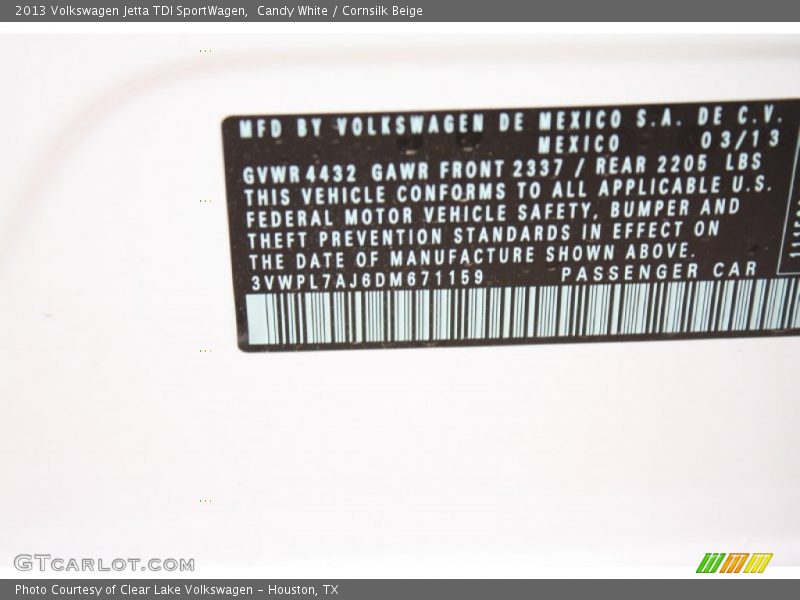 2013 Volkswagen Jetta TDI SportWagen, Candy White / Cornsilk Beige
MFD BY VOLKSWAGEN DE MEXICO S.A. DE C.V.
MEXICO 03/13
GVWR 4432 GAWR FRONT 2337 / REAR 2205 LBS
THIS VEHICLE CONFORMS TO ALL APPLICABLE U.S.
FEDERAL MOTOR VEHICLE SAFETY, BUMPER AND
THEFT PREVENTION STANDARDS IN EFFECT ON
THE DATE OF MANUFACTURE SHOWN ABOVE.
3VWPL7AJ6DM671159 PASSENGER CAR
GTCARLOT.COM
Photo Courtesy of Clear Lake Volkswagen - Houston, TX